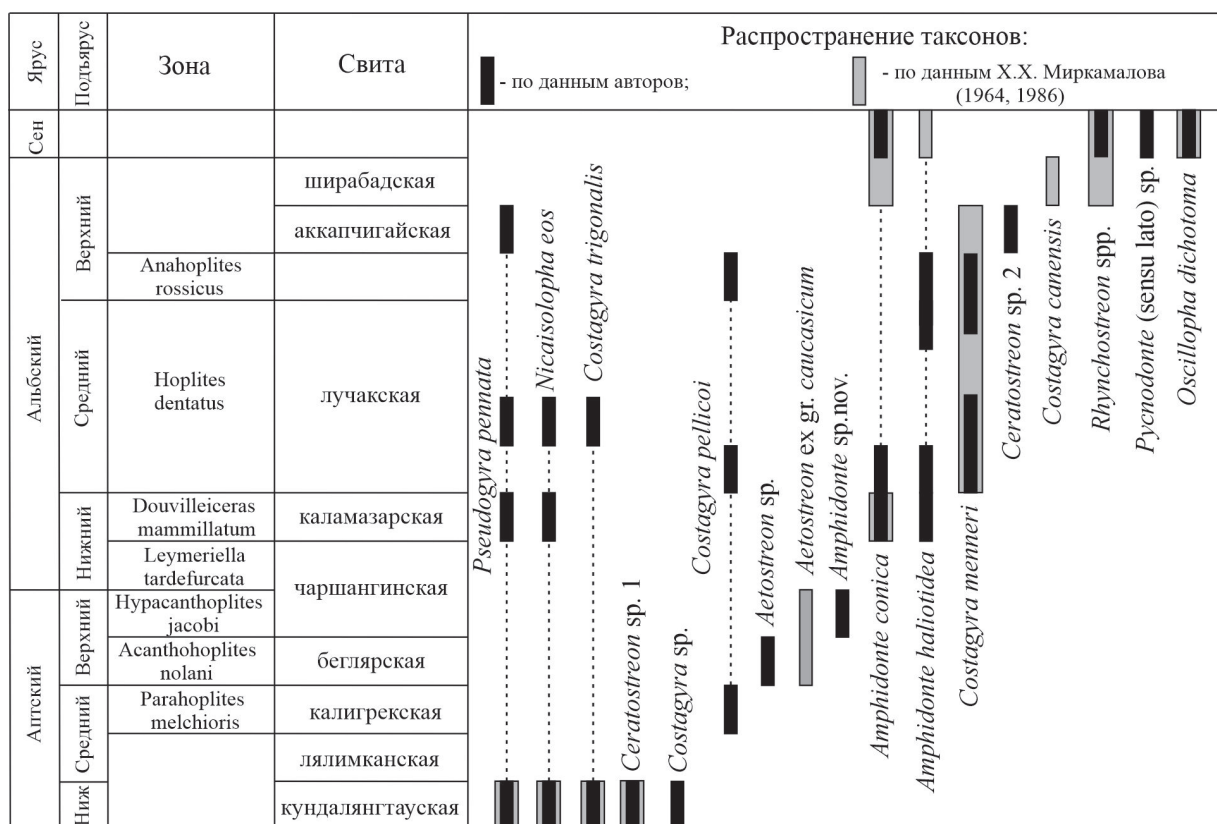 Ярус
Подъярус
Зона
Свита
Распространение таксонов:
- по данным авторов;
- по данным Х.Х. Миркамалова
(1964, 1986)
Сен
Альбский
Аптский
Верхний
Средний
Нижний
Верхний
Средний
Ниж
Anahoplites
rossicus
Hoplites
dentatus
Douvilleiceras
mammillatum
Leymeriella
tardefurcata
Hypacanthoplites
jacobi
Acanthohoplites
nolani
Parahoplites
melchioris
ширабадская
аккапчигайская
лучакская
каламазарская
чаршангинская
беглярская
калигрекская
лялимканская
кундалянгтауская
Pseudogyra pennata
Nicaisolopha eos
Costagyra trigonalis
Ceratostreon sp. 1
Costagyra sp.
Costagyra pellicoi
Aetostreon sp.
Aetostreon ex gr. caucasicum
Amphidonte sp.nov.
Amphidonte conica
Amphidonte haliotidea
Costagyra menneri
Ceratostreon sp. 2
Costagyra canensis
Rhynchostreon spp.
Pycnodonte (sensu lato) sp.
Oscillopha dichotoma